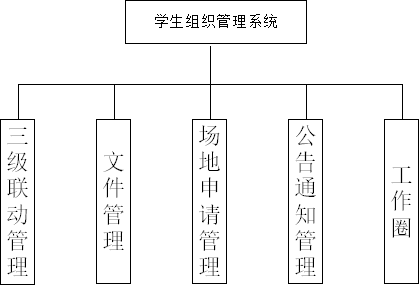 学生组织管理系统
三级联动管理
文件管理
场地申请管理
公告通知管理
工作圈